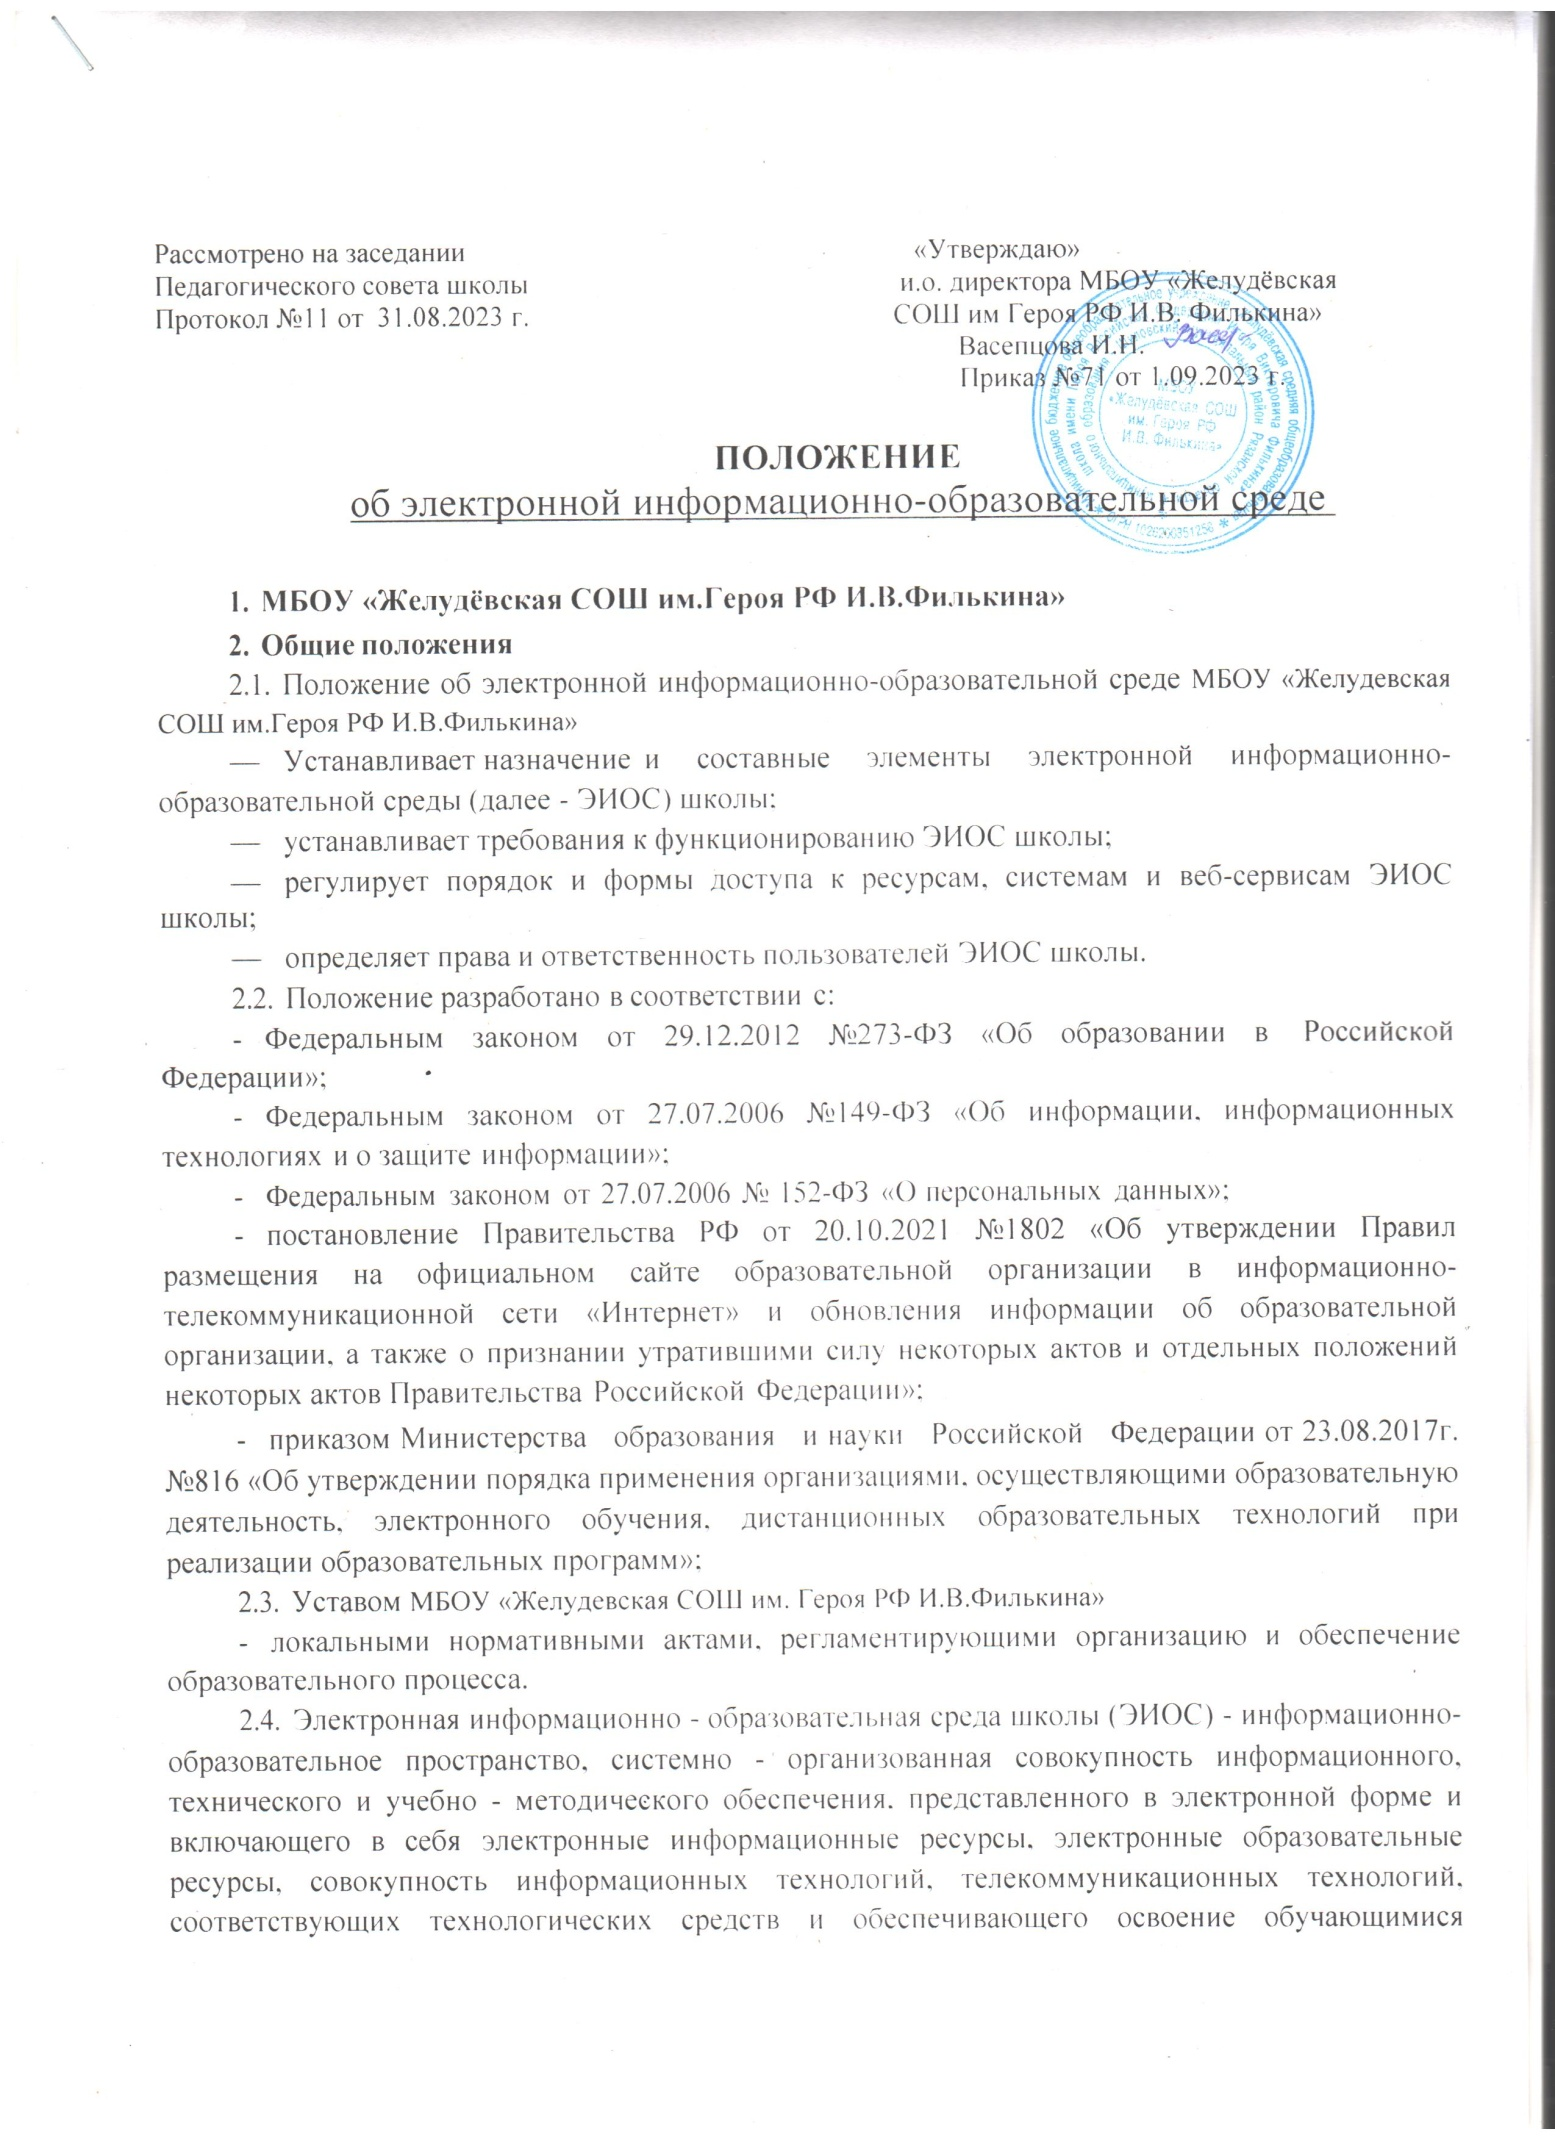 Рассмотрено на заседании
Педагогического совета школы
Протокол №11 от 31.08.2023 г.
«Утверждаю»
и.о. директора МБОУ «Желудёвская
СОШ им Героя РФ И.В. Филькина»
Васепцова И.Н.
Приказ №71 от 1.09.2023 г.
МБОУ
«Желудёвская СОШ
им. Героя РФ
И.В. Филькина»
ПОЛОЖЕНИЕ
об электронной информационно-образовательной среде
1. МБОУ «Желудёвская СОШ им.Героя РФ И.В.Филькина»
2. Общие положения
2.1. Положение об электронной информационно-образовательной среде МБОУ «Желудевская
СОШ им.Героя РФ И.В.Филькина»
— Устанавливает назначение и составные элементы электронной информационно-
образовательной среды (далее - ЭИОС) школы:
— устанавливает требования к функционированию ЭИОС школы;
— регулирует порядок и формы доступа к ресурсам, системам и веб-сервисам ЭИОС
школы;
— определяет права и ответственность пользователей ЭИОС школы.
2.2. Положение разработано в соответствии с:
- Федеральным законом от 29.12.2012 №273-ФЗ «Об образовании в Российской
Федерации»;
- Федеральным законом от 27.07.2006 №149-ФЗ «Об информации, информационных
технологиях и о защите информации»;
- Федеральным законом от 27.07.2006 № 152-ФЗ «О персональных данных»;
- постановление Правительства РФ от 20.10.2021 №1802 «Об утверждении Правил
размещения на официальном сайте образовательной организации в информационно-
телекоммуникационной сети «Интернет» и обновления информации об образовательной
организации, а также о признании утратившими силу некоторых актов и отдельных положений
некоторых актов Правительства Российской Федерации»;
- приказом Министерства образования и науки Российской Федерации от 23.08.2017г.
№816 «Об утверждении порядка применения организациями, осуществляющими образовательную
деятельность, электронного обучения, дистанционных образовательных технологий при
реализации образовательных программ»;
2.3. Уставом МБОУ «Желудевская СОШ им. Героя РФ И.В.Филькина»
- локальными нормативными актами, регламентирующими организацию и обеспечение
образовательного процесса.
2.4. Электронная информационно - образовательная среда школы (ЭИОС) - информационно-
образовательное пространство, системно - организованная совокупность информационного,
технического и учебно - методического обеспечения, представленного в электронной форме и
включающего в себя электронные информационные ресурсы, электронные образовательные
ресурсы, совокупность информационных технологий, телекоммуникационных технологий,
соответствующих технологических средств и обеспечивающего освоение обучающимися